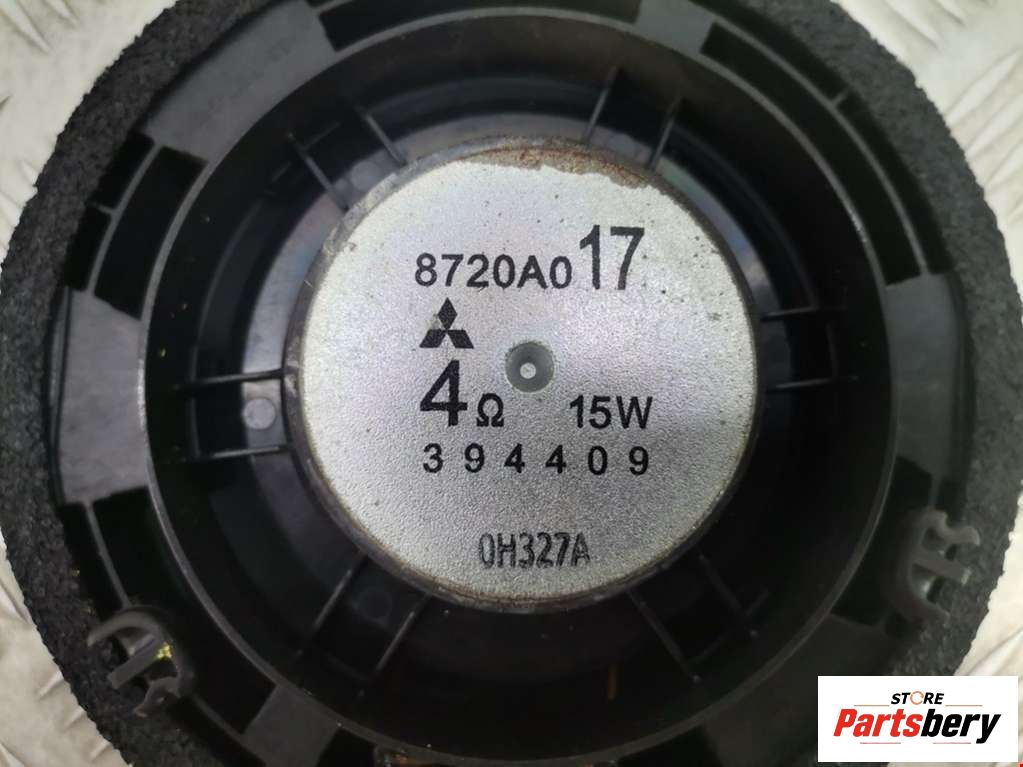 8720A017
4Ω 15W
394409
0H327A
STORE
Partsbery